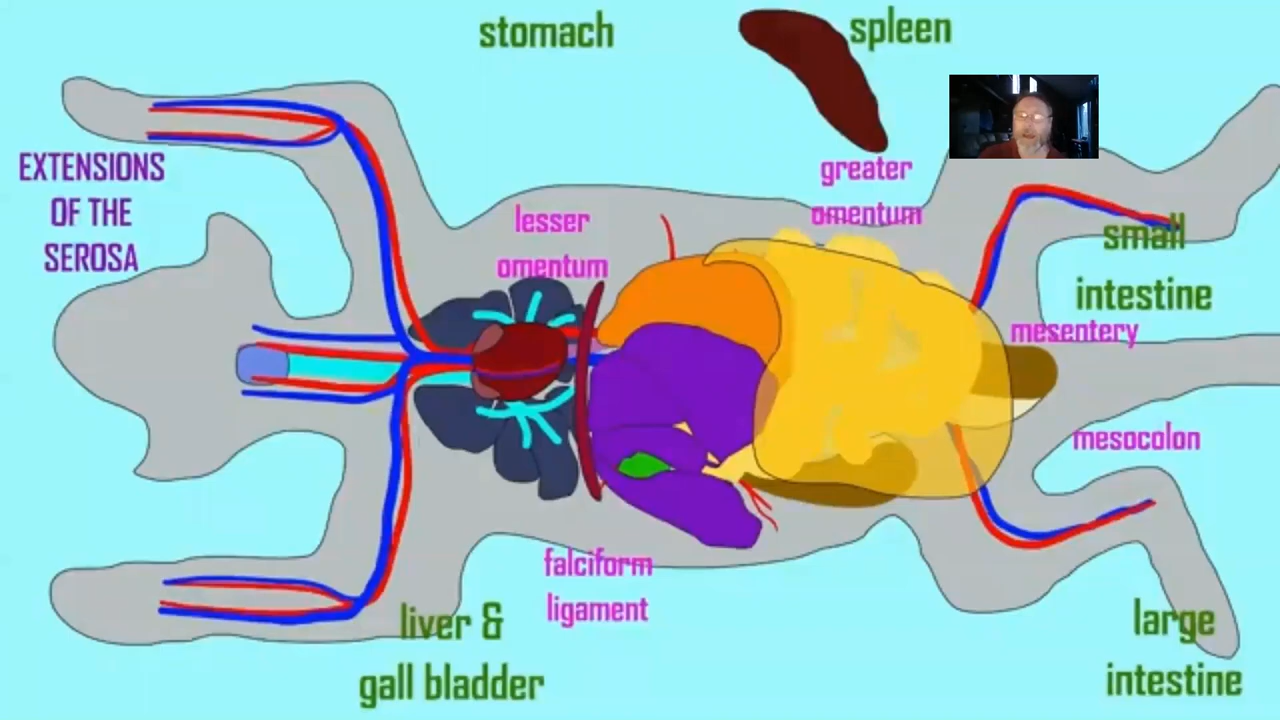 stomach
spleen
EXTENSIONS
OF THE
SEROSA
greater
omentum
lesser
omentum
small
intestine
mesentery
mesocolon
falciform
ligament
liver &
gall bladder
large
intestine